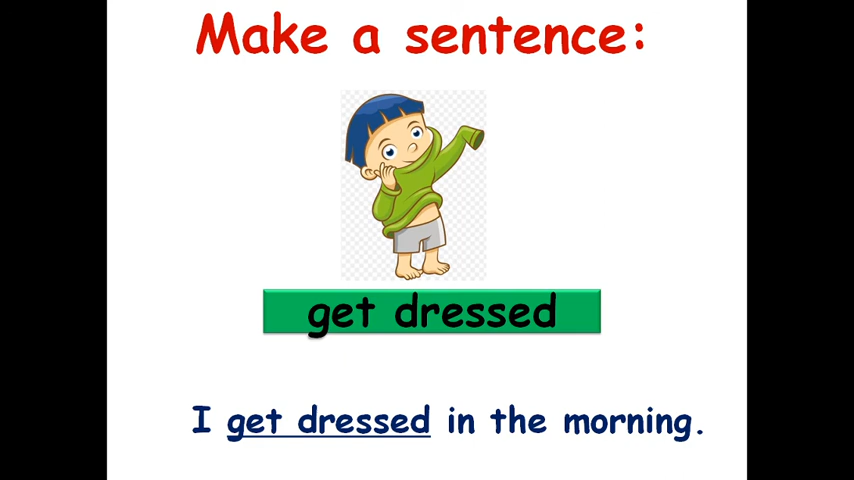 Make a sentence:
get dressed
I get dressed in the morning.